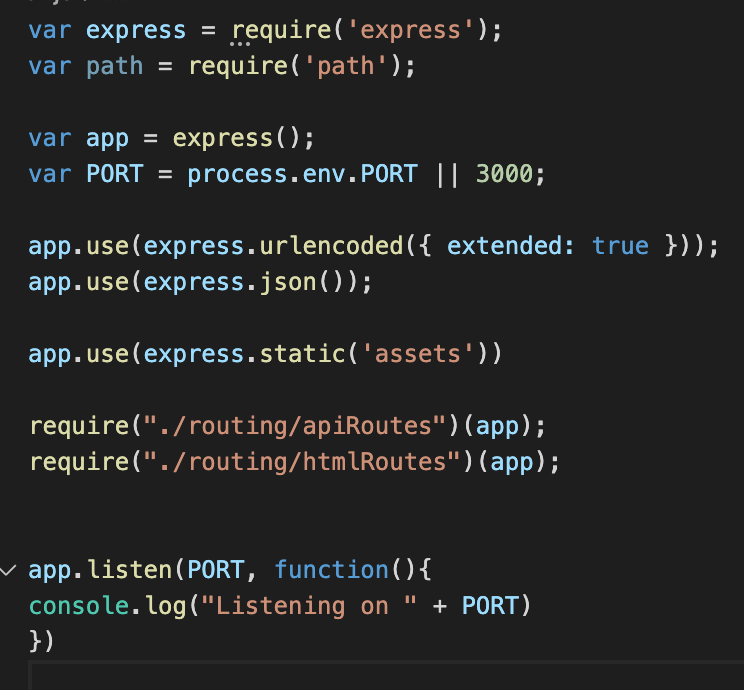 var express = require('express');
var path = require('path');
var app = express();
var PORT = process.env.PORT || 3000;
app.use(express.urlencoded({ extended: true }));
app.use(express.json());
app.use(express.static('assets'))
require("./routing/apiRoutes")(app);
require("./routing/htmlRoutes")(app);
app.listen(PORT, function(){
console.log("Listening on " + PORT)
})